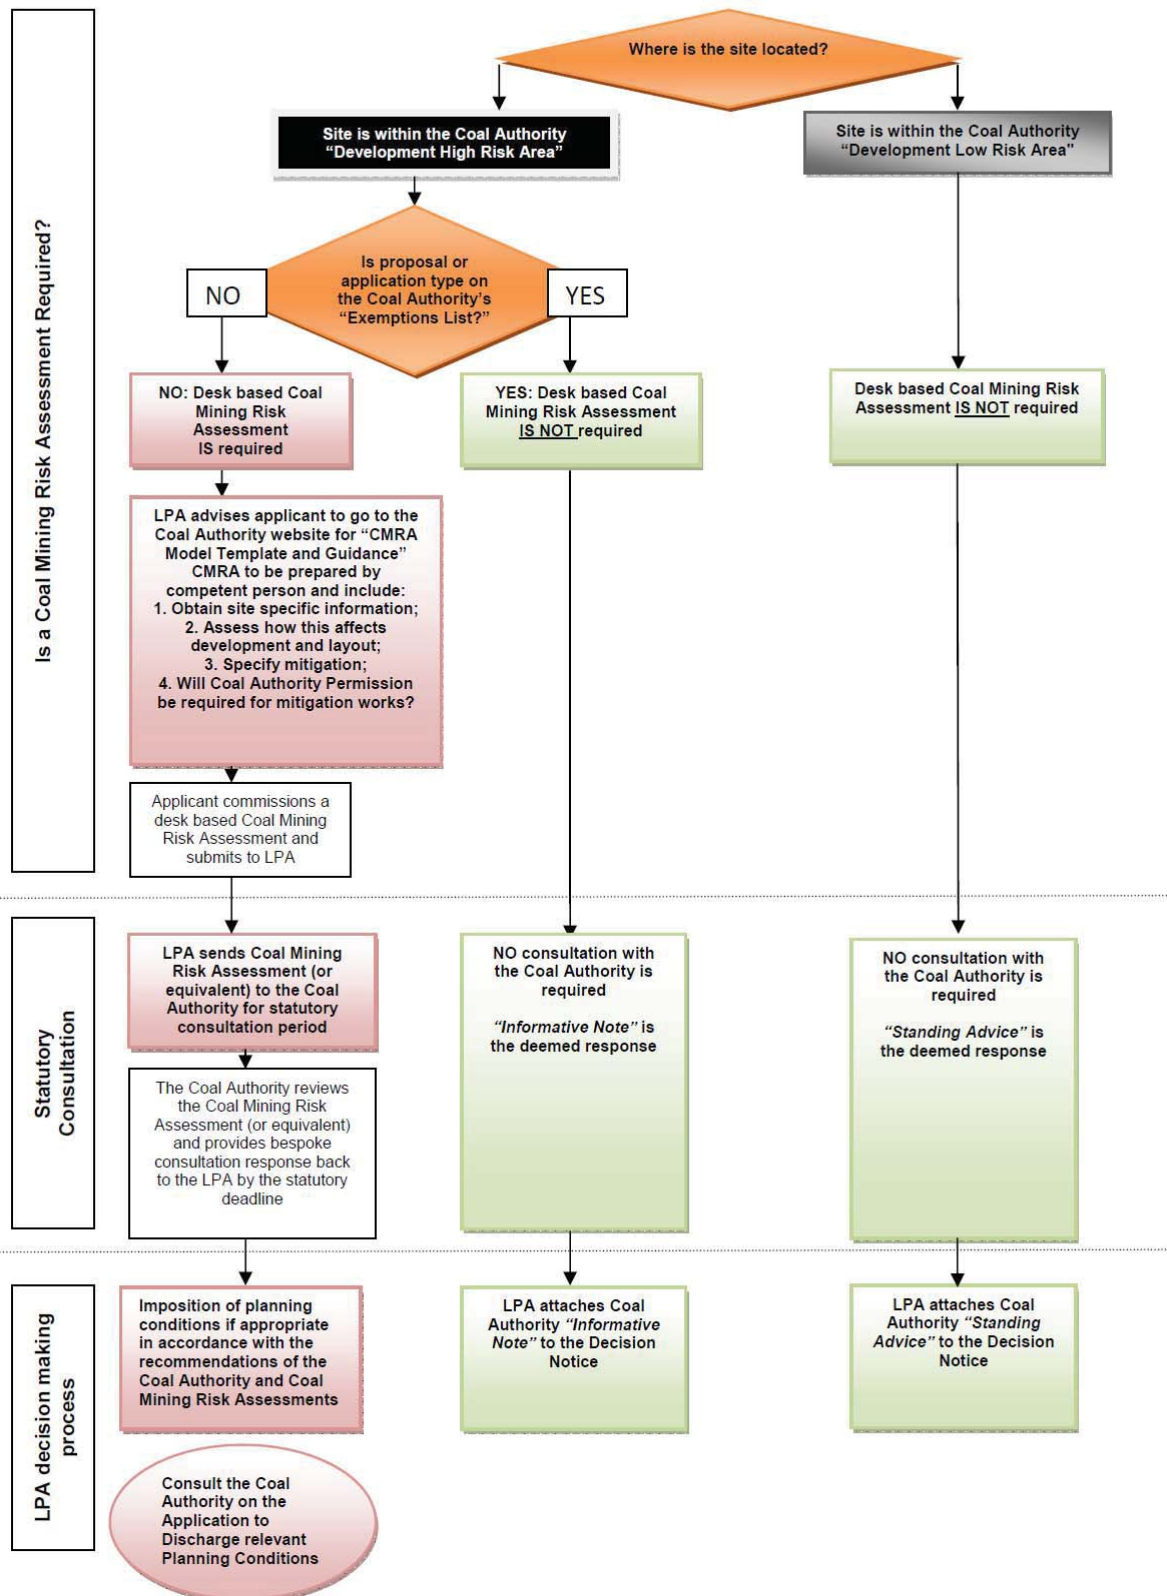 Is a Coal Mining Risk Assessment Required?
Where is the site located?
Site is within the Coal Authority
“Development High Risk Area”
Site is within the Coal Authority
“Development Low Risk Area”
Is proposal or
application type on
the Coal Authority’s
“Exemptions List?”
NO
YES
NO: Desk based Coal
Mining Risk
Assessment
IS required
YES: Desk based Coal
Mining Risk Assessment
IS NOT required
Desk based Coal Mining Risk
Assessment IS NOT required
LPA advises applicant to go to the
Coal Authority website for “CMRA
Model Template and Guidance”
CMRA to be prepared by
competent person and include:
1. Obtain site specific information;
2. Assess how this affects
development and layout;
3. Specify mitigation;
4. Will Coal Authority Permission
be required for mitigation works?
Applicant commissions a
desk based Coal Mining
Risk Assessment and
submits to LPA
Statutory
Consultation
LPA sends Coal Mining
Risk Assessment (or
equivalent) to the Coal
Authority for statutory
consultation period
The Coal Authority reviews
the Coal Mining Risk
Assessment (or equivalent)
and provides bespoke
consultation response back
to the LPA by the statutory
deadline
NO consultation with
the Coal Authority is
required
“Informative Note” is
the deemed response
NO consultation with
the Coal Authority is
required
“Standing Advice” is
the deemed response
LPA decision making
process
Imposition of planning
conditions if appropriate
in accordance with the
recommendations of the
Coal Authority and Coal
Mining Risk Assessments
LPA attaches Coal
Authority “Informative
Note” to the Decision
Notice
LPA attaches Coal
Authority “Standing
Advice” to the Decision
Notice
Consult the Coal
Authority on the
Application to
Discharge relevant
Planning Conditions